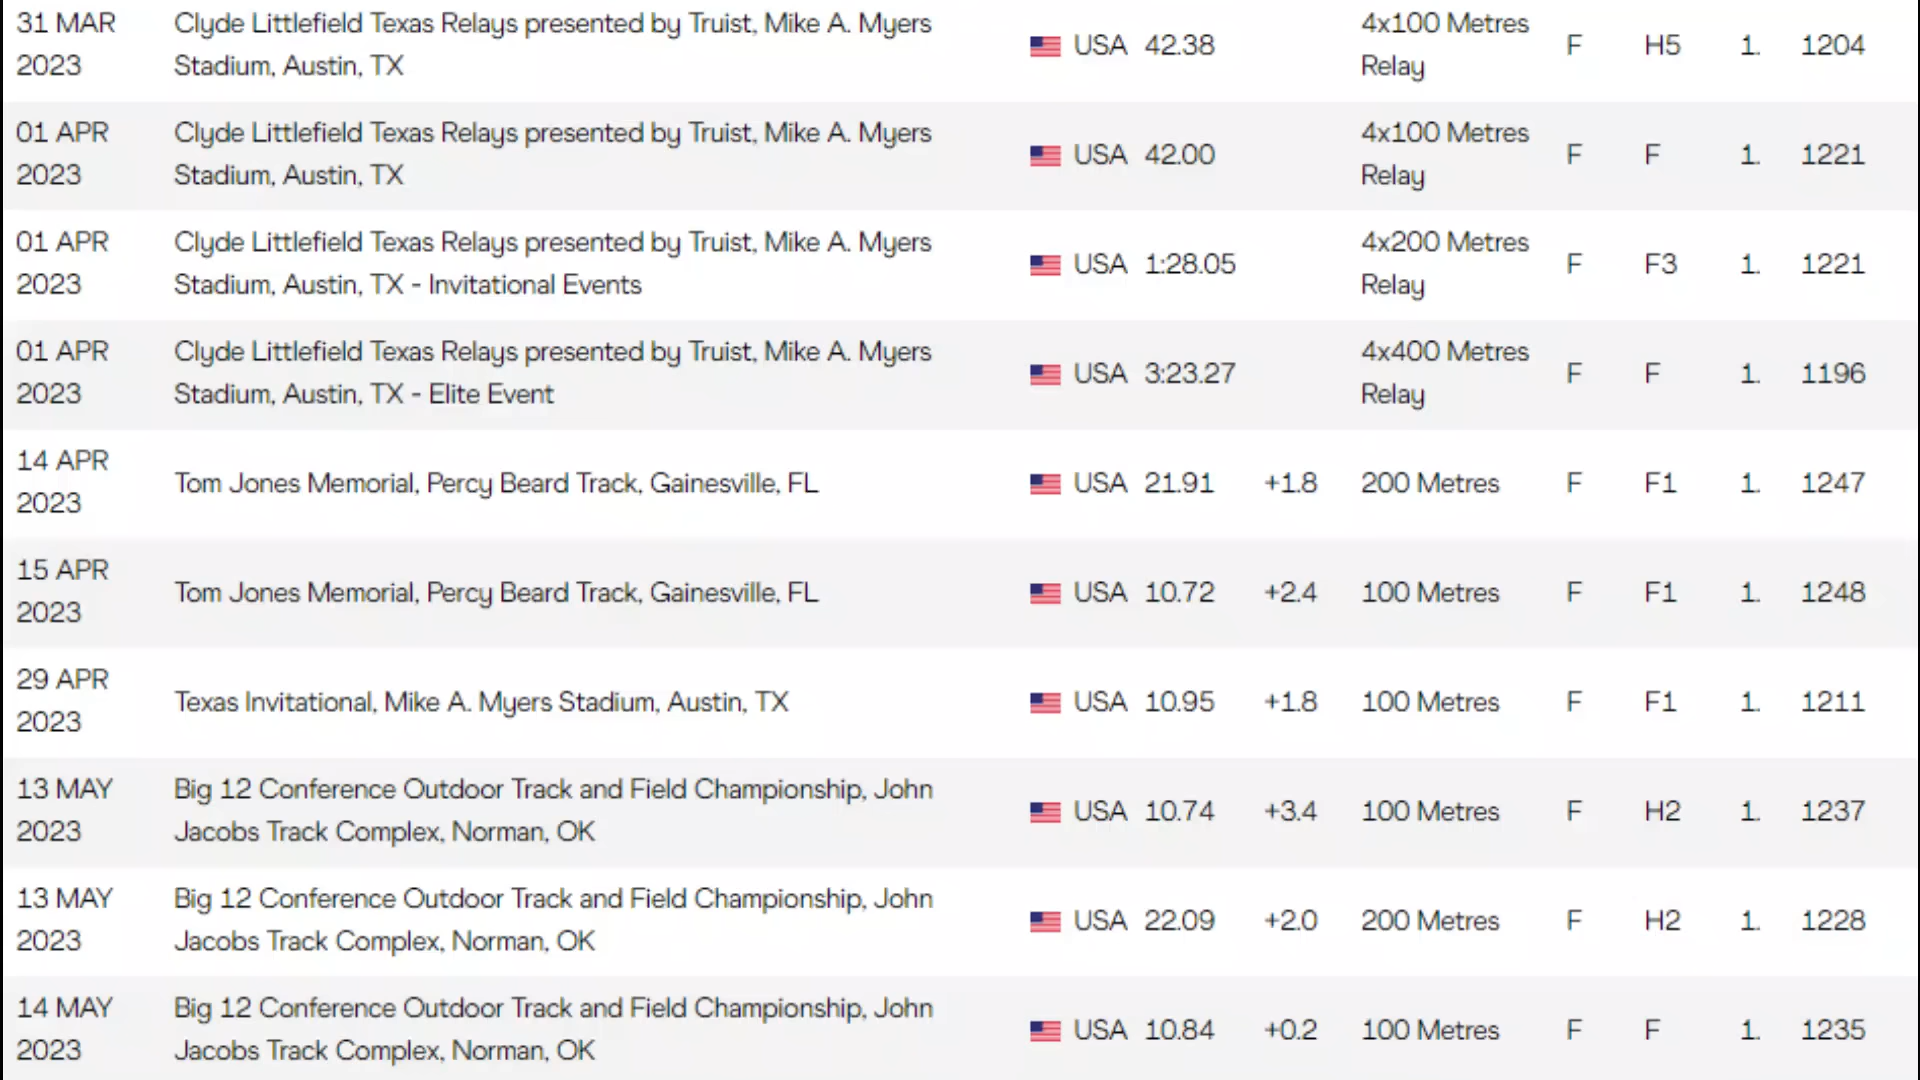 31 MAR 2023 Clyde Littlefield Texas Relays presented by Truist, Mike A. Myers Stadium, Austin, TX USA 42.38 4x100 Metres Relay F H5 1. 1204
01 APR 2023 Clyde Littlefield Texas Relays presented by Truist, Mike A. Myers Stadium, Austin, TX USA 42.00 4x100 Metres Relay F F 1. 1221
01 APR 2023 Clyde Littlefield Texas Relays presented by Truist, Mike A. Myers Stadium, Austin, TX - Invitational Events USA 1:28.05 4x200 Metres Relay F F3 1. 1221
01 APR 2023 Clyde Littlefield Texas Relays presented by Truist, Mike A. Myers Stadium, Austin, TX - Elite Event USA 3:23.27 4x400 Metres Relay F F 1. 1196
14 APR 2023 Tom Jones Memorial, Percy Beard Track, Gainesville, FL USA 21.91 +1.8 200 Metres F F1 1. 1247
15 APR 2023 Tom Jones Memorial, Percy Beard Track, Gainesville, FL USA 10.72 +2.4 100 Metres F F1 1. 1248
29 APR 2023 Texas Invitational, Mike A. Myers Stadium, Austin, TX USA 10.95 +1.8 100 Metres F F1 1. 1211
13 MAY 2023 Big 12 Conference Outdoor Track and Field Championship, John Jacobs Track Complex, Norman, OK USA 10.74 +3.4 100 Metres F H2 1. 1237
13 MAY 2023 Big 12 Conference Outdoor Track and Field Championship, John Jacobs Track Complex, Norman, OK USA 22.09 +2.0 200 Metres F H2 1. 1228
14 MAY 2023 Big 12 Conference Outdoor Track and Field Championship, John Jacobs Track Complex, Norman, OK USA 10.84 +0.2 100 Metres F F 1. 1235